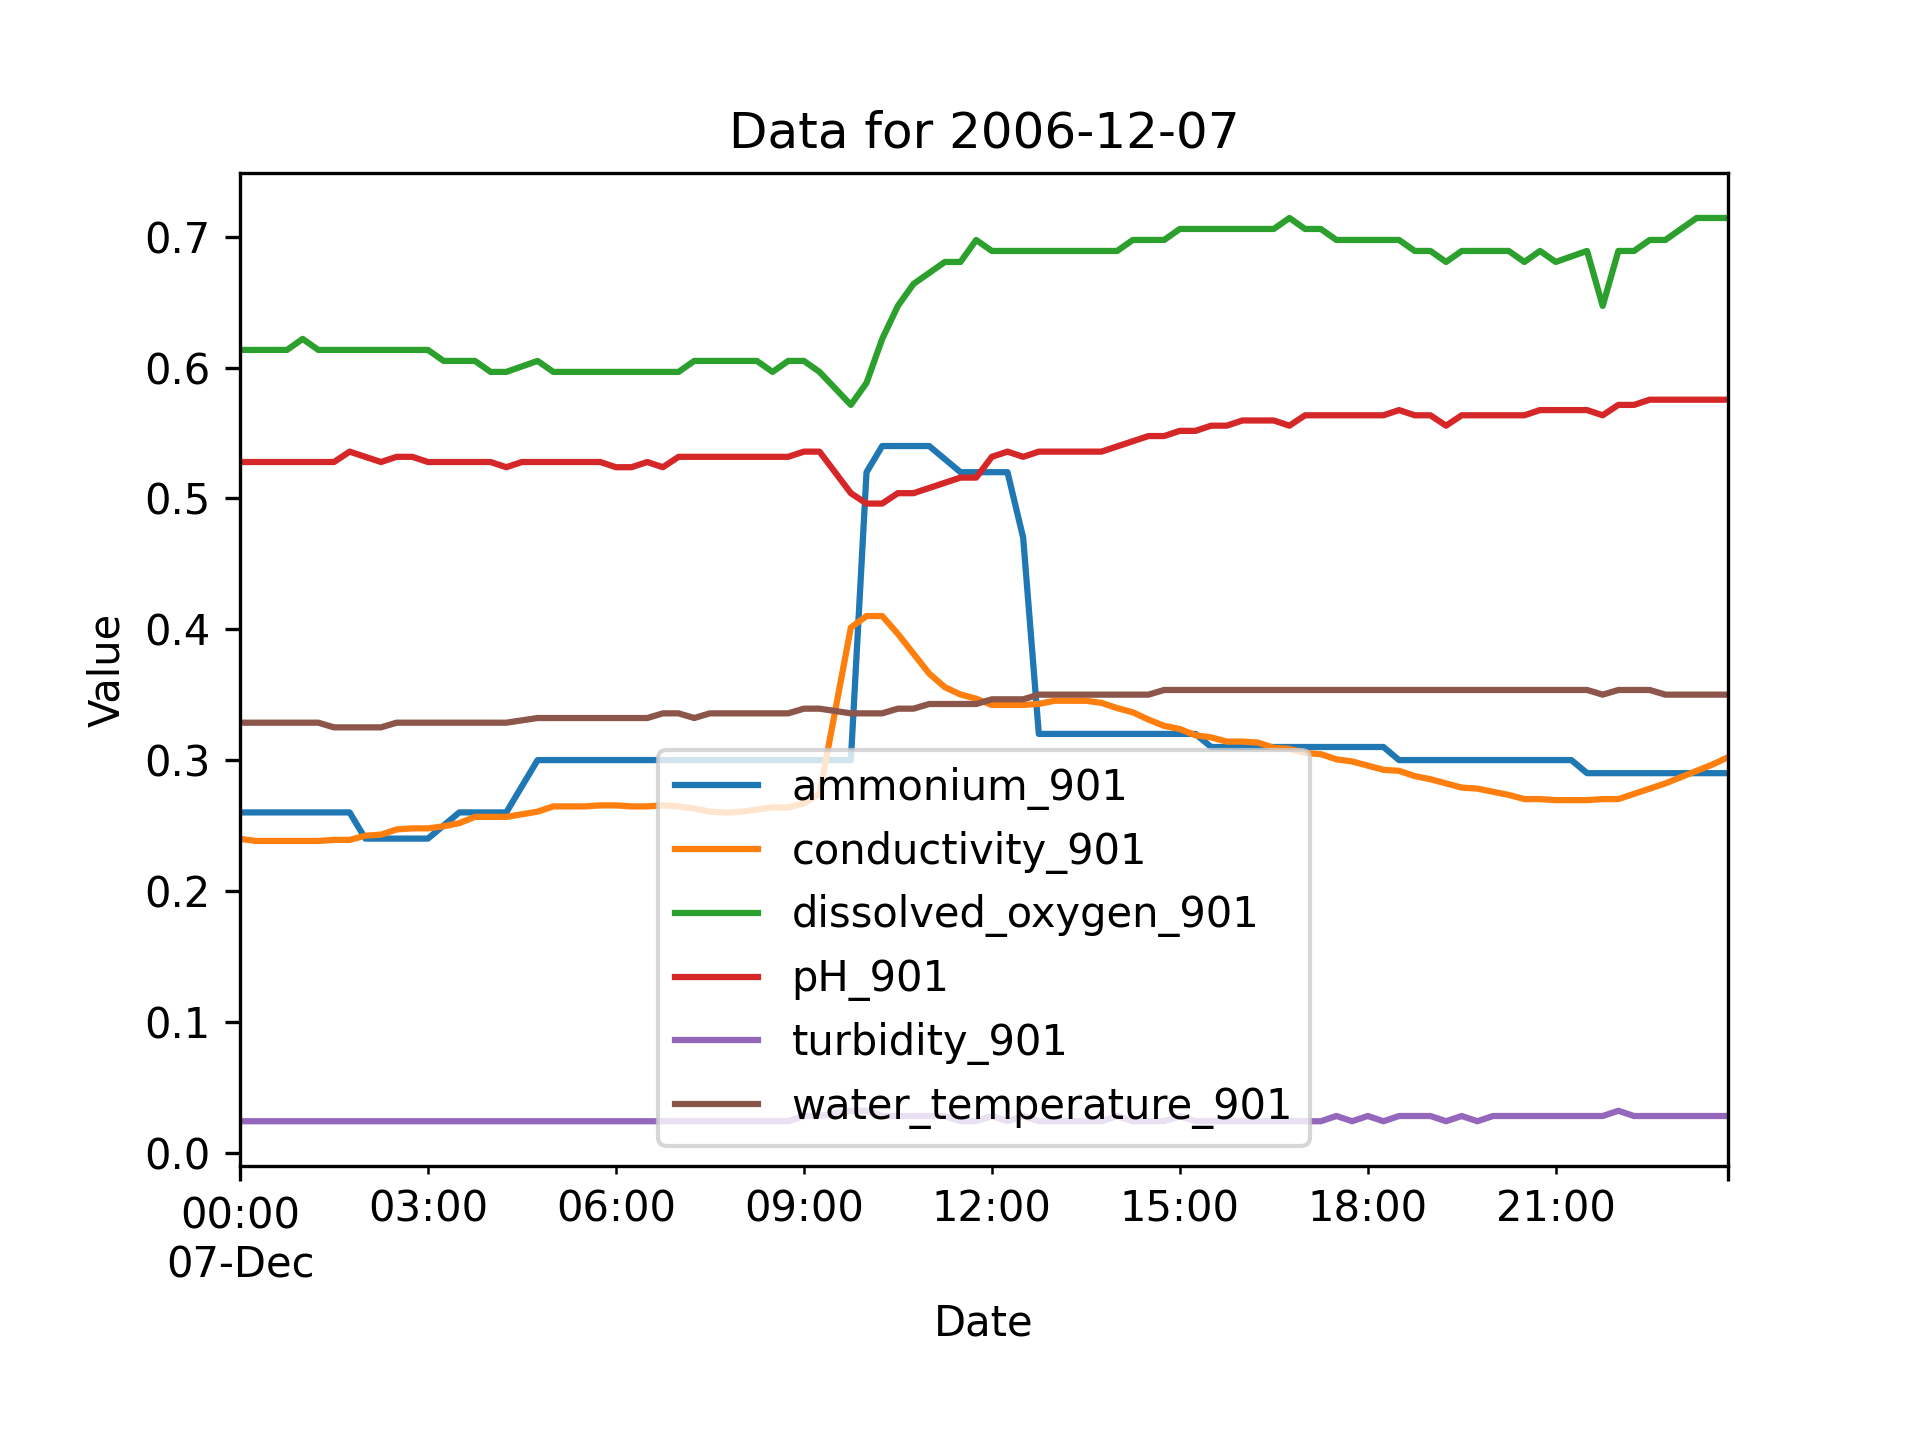 Data for 2006-12-07
Value
0.7
0.6
0.5
0.4
0.3
0.2
0.1
0.0
ammonium_901
conductivity_901
dissolved_oxygen_901
pH_901
turbidity_901
water_temperature_901
00:00 03:00 06:00 09:00 12:00 15:00 18:00 21:00
07-Dec
Date